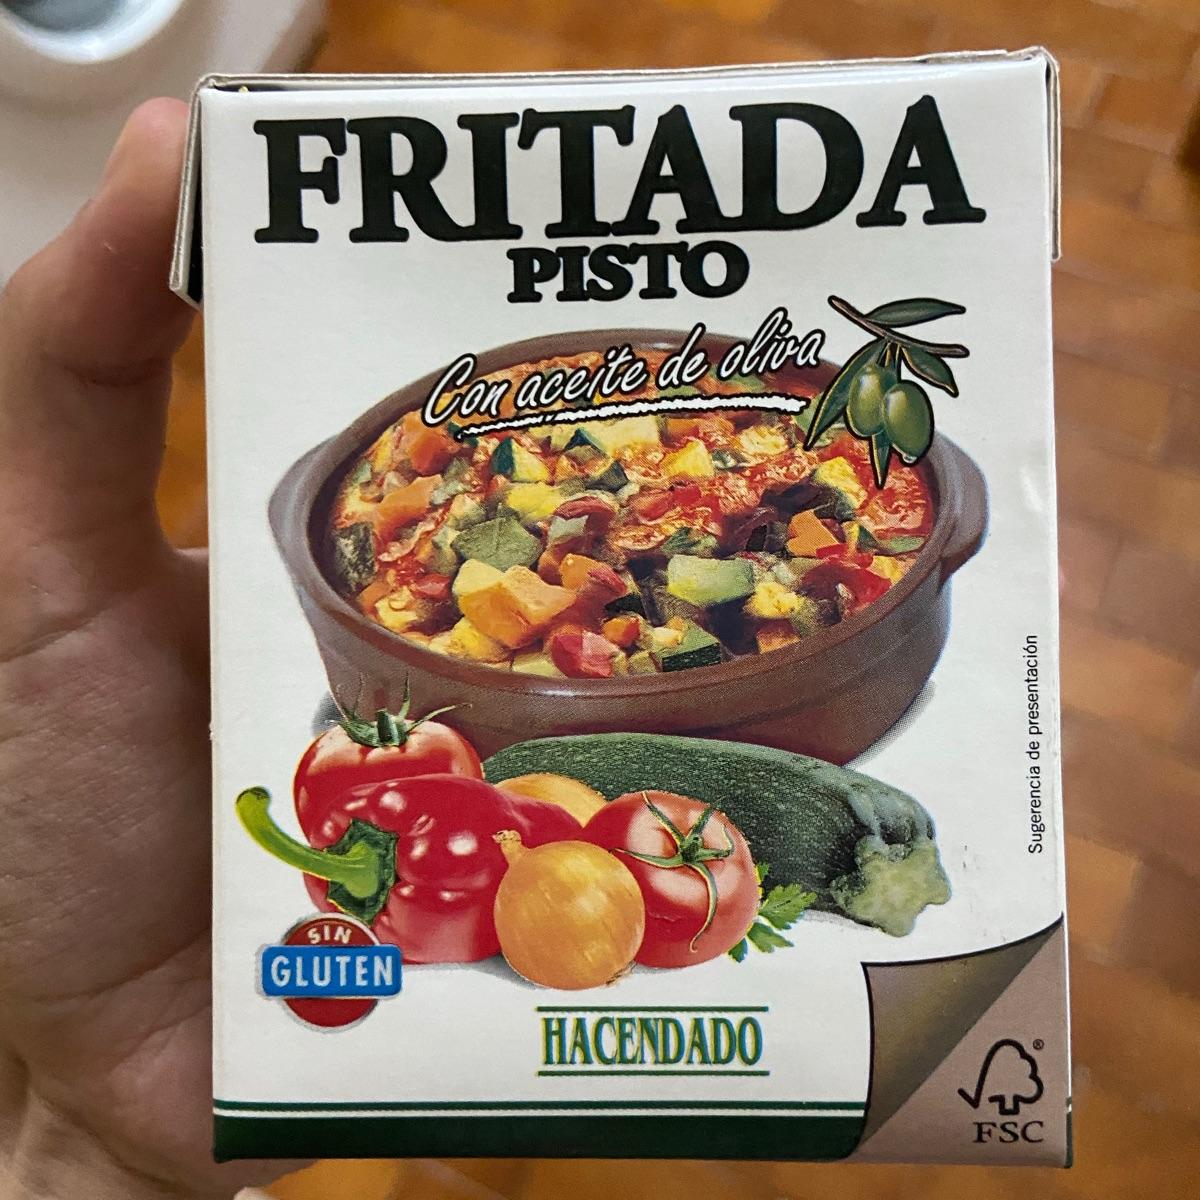 FRITADA
PISTO
Con aceite de oliva
Sugerencia de presentación
SIN
GLUTEN
HACENDADO
®
FSC